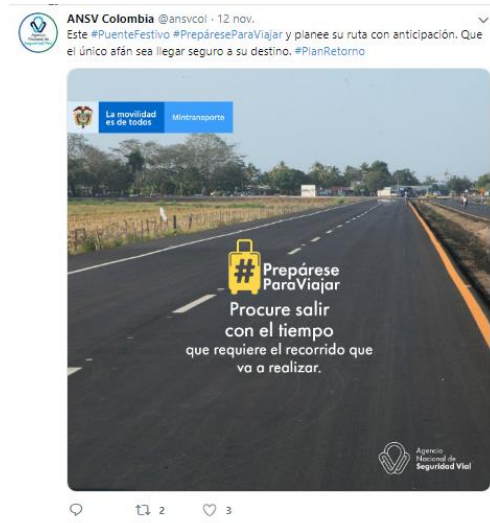 ANSV Colombia @ansvcol · 12 nov.
Este #PuenteFestivo #PrepáreseParaViajar y planee su ruta con anticipación. Que
el único afán sea llegar seguro a su destino. #PlanRetorno
La movilidad
es de todos
Mintransporte
# Prepárese
ParaViajar
Procure salir
con el tiempo
que requiere el recorrido que
va a realizar.
Agencia
Nacional de
Seguridad Vial
2
3